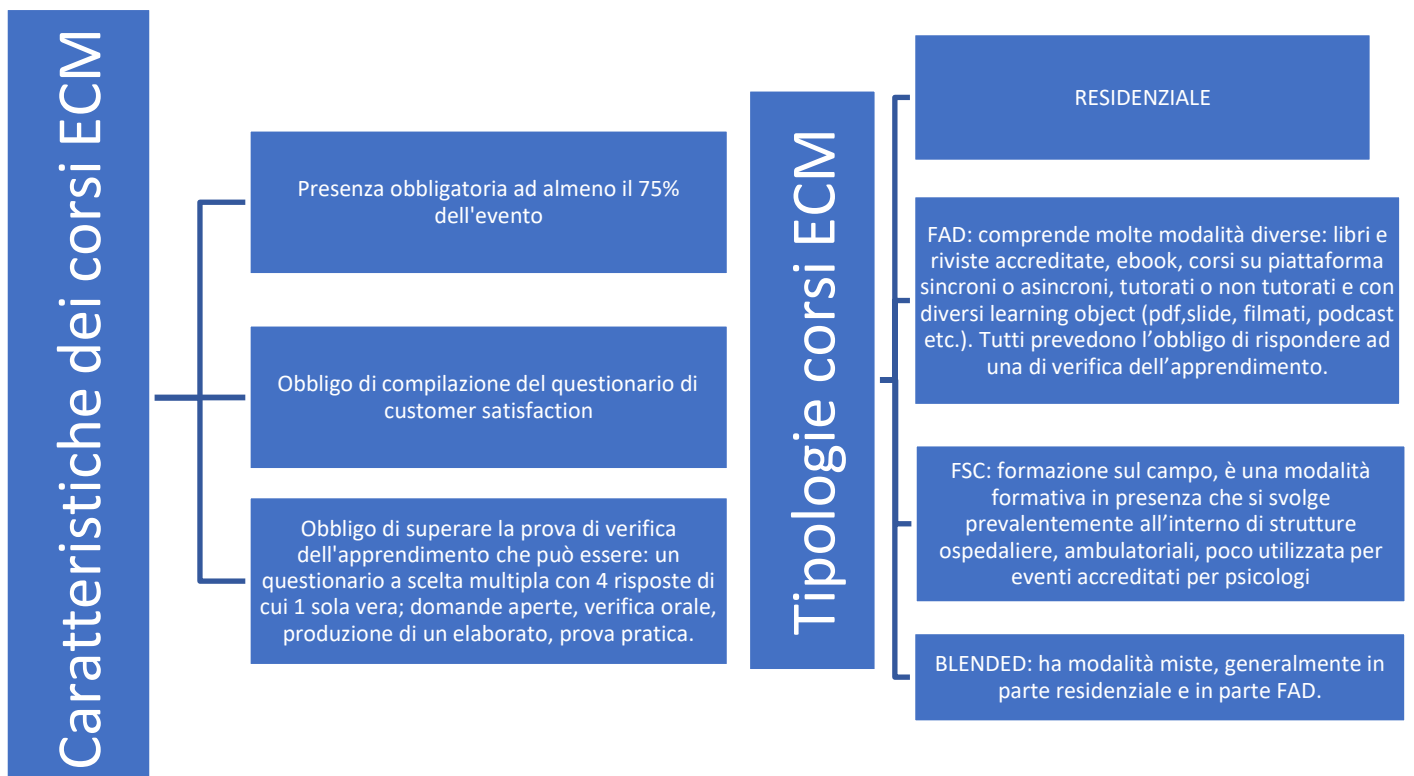 Caratteristiche dei corsi ECM
Presenza obbligatoria ad almeno il 75%
dell'evento
Obbligo di compilazione del questionario di
customer satisfaction
Obbligo di superare la prova di verifica
dell'apprendimento che può essere: un
questionario a scelta multipla con 4 risposte di
cui 1 sola vera; domande aperte, verifica orale,
produzione di un elaborato, prova pratica.
Tipologie corsi ECM
RESIDENZIALE
FAD: comprende molte modalità diverse: libri e
riviste accreditate, ebook, corsi su piattaforma
sincroni o asincroni, tutorati o non tutorati e con
diversi learning object (pdf,slide, filmati, podcast
etc.). Tutti prevedono l’obbligo di rispondere ad
una di verifica dell’apprendimento.
FSC: formazione sul campo, è una modalità
formativa in presenza che si svolge
prevalentemente all’interno di strutture
ospedaliere, ambulatoriali, poco utilizzata per
eventi accreditati per psicologi
BLENDED: ha modalità miste, generalmente in
parte residenziale e in parte FAD.